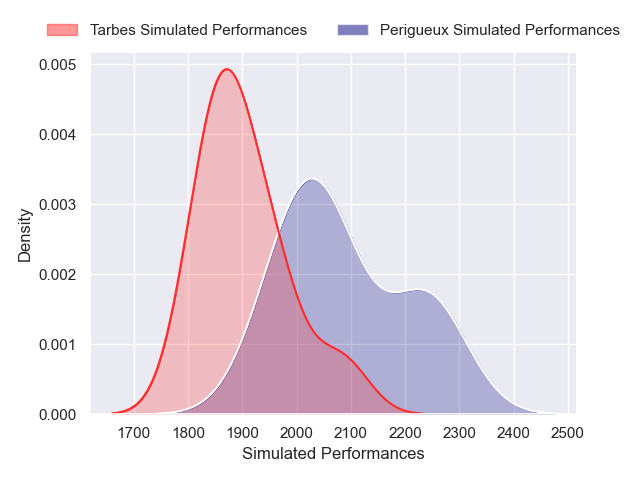 Tarbes Simulated Performances Perigueux Simulated Performances
0.005
0.004
0.003
0.002
0.001
0.000
Density
1700 1800 1900 2000 2100 2200 2300 2400 2500
Simulated Performances